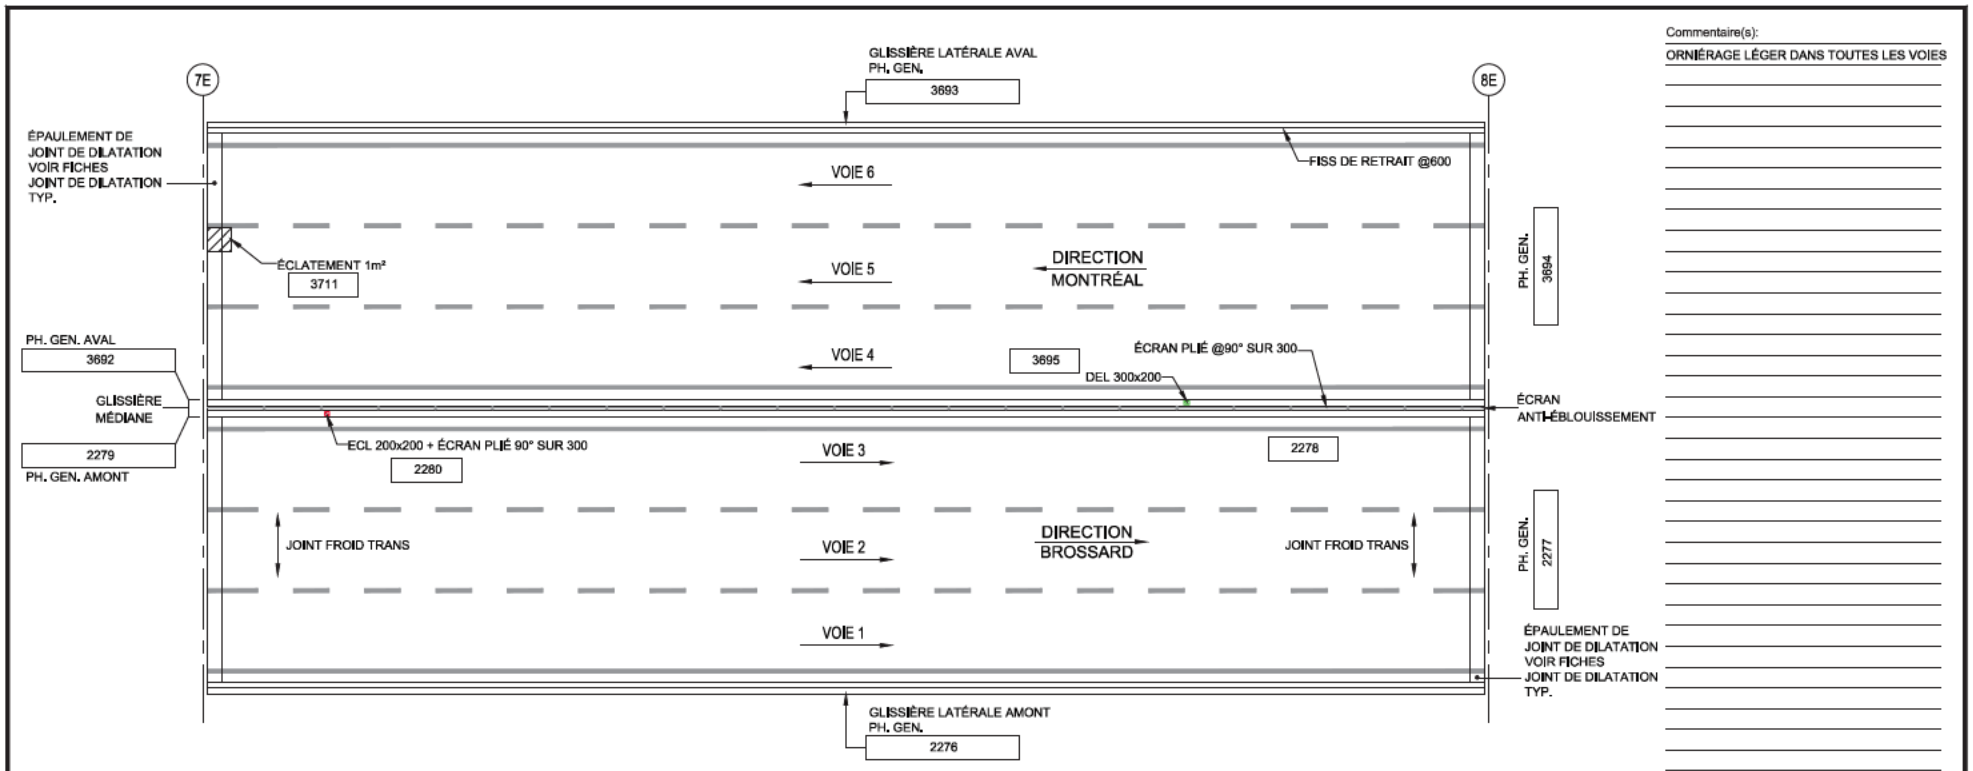 Commentaire(s):
ORNIÉRAGE LÉGER DANS TOUTES LES VOIES
GLISSIÈRE LATÉRALE AVAL
PH. GEN.
3693
7E
8E
ÉPAULEMENT DE
JOINT DE DILATATION
VOIR FICHES
JOINT DE DILATATION
TYP.
FISS DE RETRAIT @600
VOIE 6
ÉCLATEMENT 1m²
3711
VOIE 5
DIRECTION
MONTRÉAL
PH. GEN.
3694
PH. GEN. AVAL
3692
VOIE 4
3695
ÉCRAN PLIÉ @90° SUR 300
DEL 300x200
GLISSIÈRE
MÉDIANE
ÉCRAN
ANTI-ÉBLOUISSEMENT
2279
PH. GEN. AMONT
ECL 200x200 + ÉCRAN PLIÉ 90° SUR 300
2280
VOIE 3
2278
JOINT FROID TRANS
VOIE 2
DIRECTION
BROSSARD
JOINT FROID TRANS
PH. GEN.
2277
VOIE 1
ÉPAULEMENT DE
JOINT DE DILATATION
VOIR FICHES
JOINT DE DILATATION
TYP.
GLISSIÈRE LATÉRALE AMONT
PH. GEN.
2276